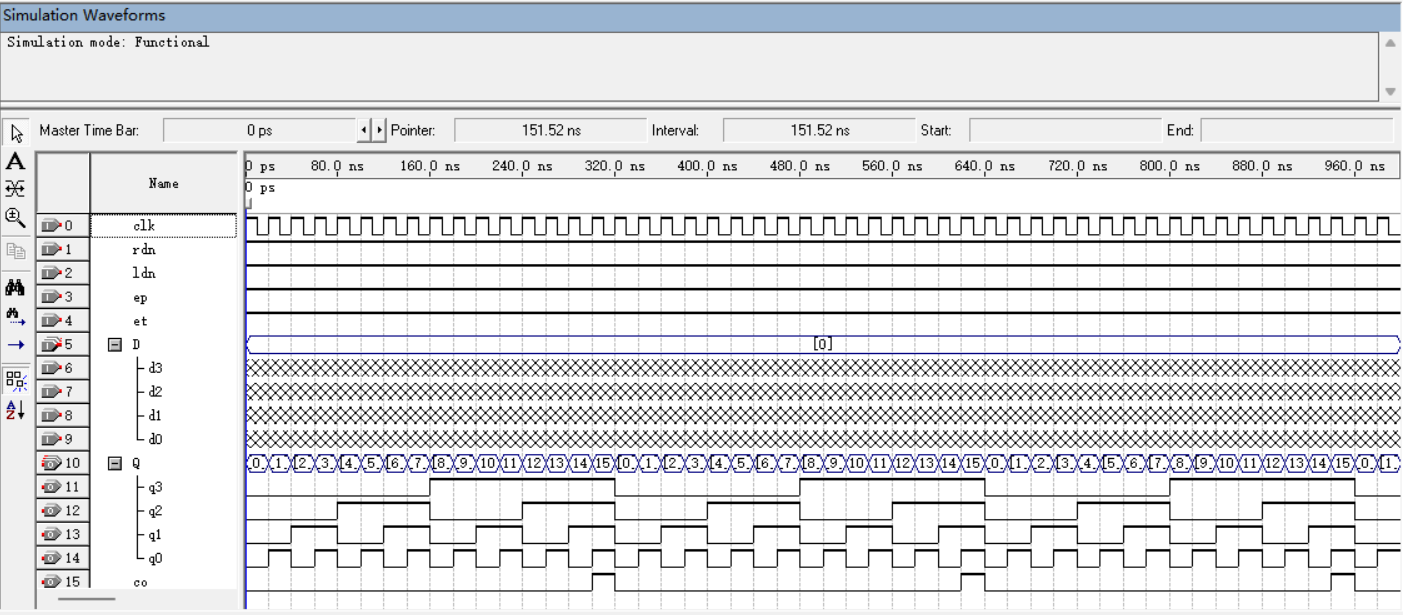 Simulation Waveforms
Simulation mode: Functional
Master Time Bar: 0 ps Pointer: 151.52 ns Interval: 151.52 ns Start: End:
A
Name
0 ps 80.0 ns 160.0 ns 240.0 ns 320.0 ns 400.0 ns 480.0 ns 560.0 ns 640.0 ns 720.0 ns 800.0 ns 880.0 ns 960.0 ns
0 ps
0 clk
1 rdn
2 ldn
3 ep
4 et
5 D [0]
6 d3
7 d2
8 d1
9 d0
10 Q 0 1 2 3 4 5 6 7 8 9 10 11 12 13 14 15 0 1 2 3 4 5 6 7 8 9 10 11 12 13 14 15 0 1 2 3 4 5 6 7 8 9 10 11 12 13 14 15 0 1
11 q3
12 q2
13 q1
14 q0
15 co
A
Z